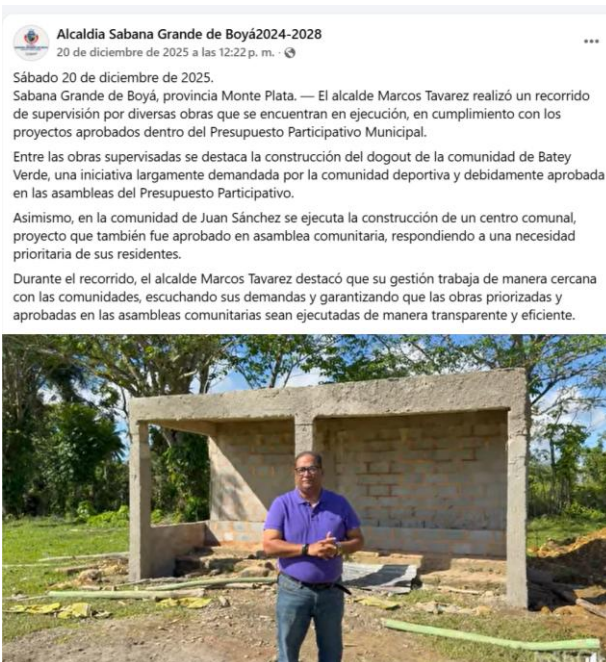 Alcaldia Sabana Grande de Boyá2024-2028
20 de diciembre de 2025 a las 12:22 p. m. ·
Sábado 20 de diciembre de 2025.
Sabana Grande de Boyá, provincia Monte Plata. — El alcalde Marcos Tavarez realizó un recorrido
de supervisión por diversas obras que se encuentran en ejecución, en cumplimiento con los
proyectos aprobados dentro del Presupuesto Participativo Municipal.
Entre las obras supervisadas se destaca la construcción del dogout de la comunidad de Batey
Verde, una iniciativa largamente demandada por la comunidad deportiva y debidamente aprobada
en las asambleas del Presupuesto Participativo.
Asimismo, en la comunidad de Juan Sánchez se ejecuta la construcción de un centro comunal,
proyecto que también fue aprobado en asamblea comunitaria, respondiendo a una necesidad
prioritaria de sus residentes.
Durante el recorrido, el alcalde Marcos Tavarez destacó que su gestión trabaja de manera cercana
con las comunidades, escuchando sus demandas y garantizando que las obras priorizadas y
aprobadas en las asambleas comunitarias sean ejecutadas de manera transparente y eficiente.